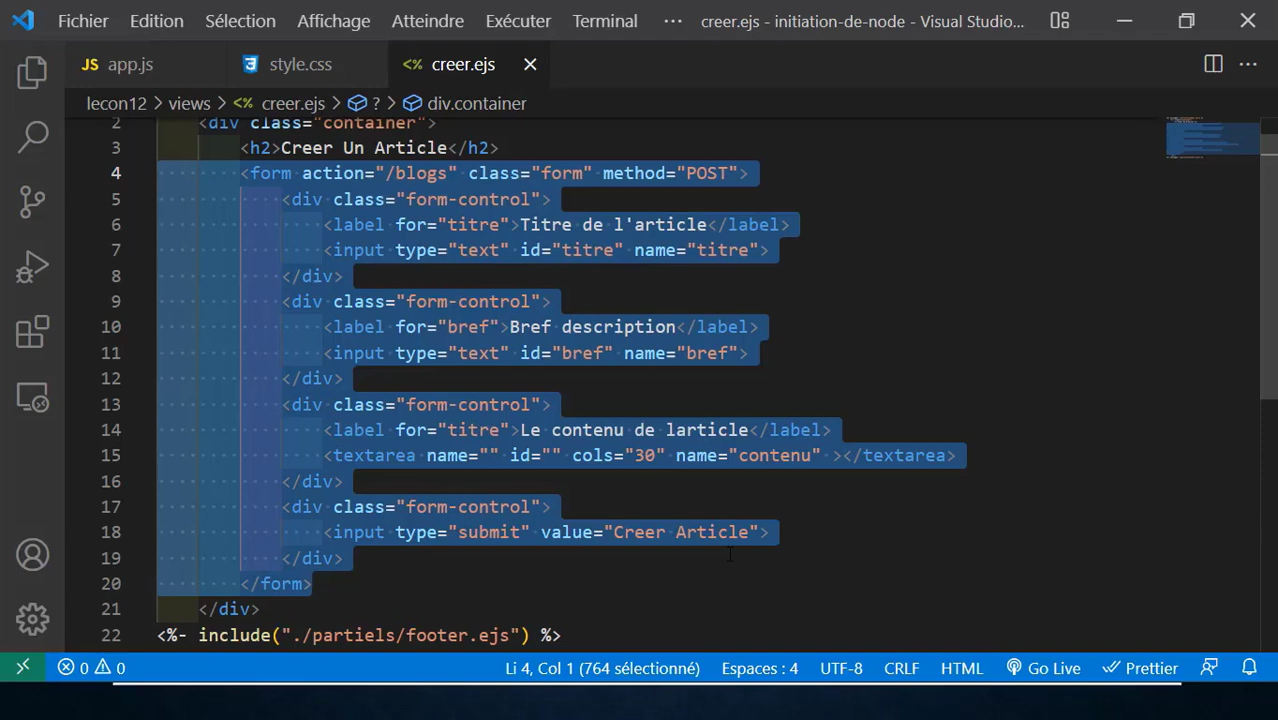 Fichier Edition Sélection Affichage Atteindre Exécuter Terminal ··· creer.ejs - initiation-de-node - Visual Studio...
JS app.js style.css <% creer.ejs
lecon12 > views > <% creer.ejs > ? > div.container
2 <div class="container">
3 <h2>Creer Un Article</h2>
4 <form action="/blogs" class="form" method="POST">
5 <div class="form-control">
6 <label for="titre">Titre de l'article</label>
7 <input type="text" id="titre" name="titre">
8 </div>
9 <div class="form-control">
10 <label for="bref">Bref description</label>
11 <input type="text" id="bref" name="bref">
12 </div>
13 <div class="form-control">
14 <label for="titre">Le contenu de larticle</label>
15 <textarea name="" id="" cols="30" name="contenu" ></textarea>
16 </div>
17 <div class="form-control">
18 <input type="submit" value="Creer Article">
19 </div>
20 </form>
21 </div>
22 <%- include("./partiels/footer.ejs") %>
0 0 Li 4, Col 1 (764 sélectionné) Espaces : 4 UTF-8 CRLF HTML Go Live Prettier